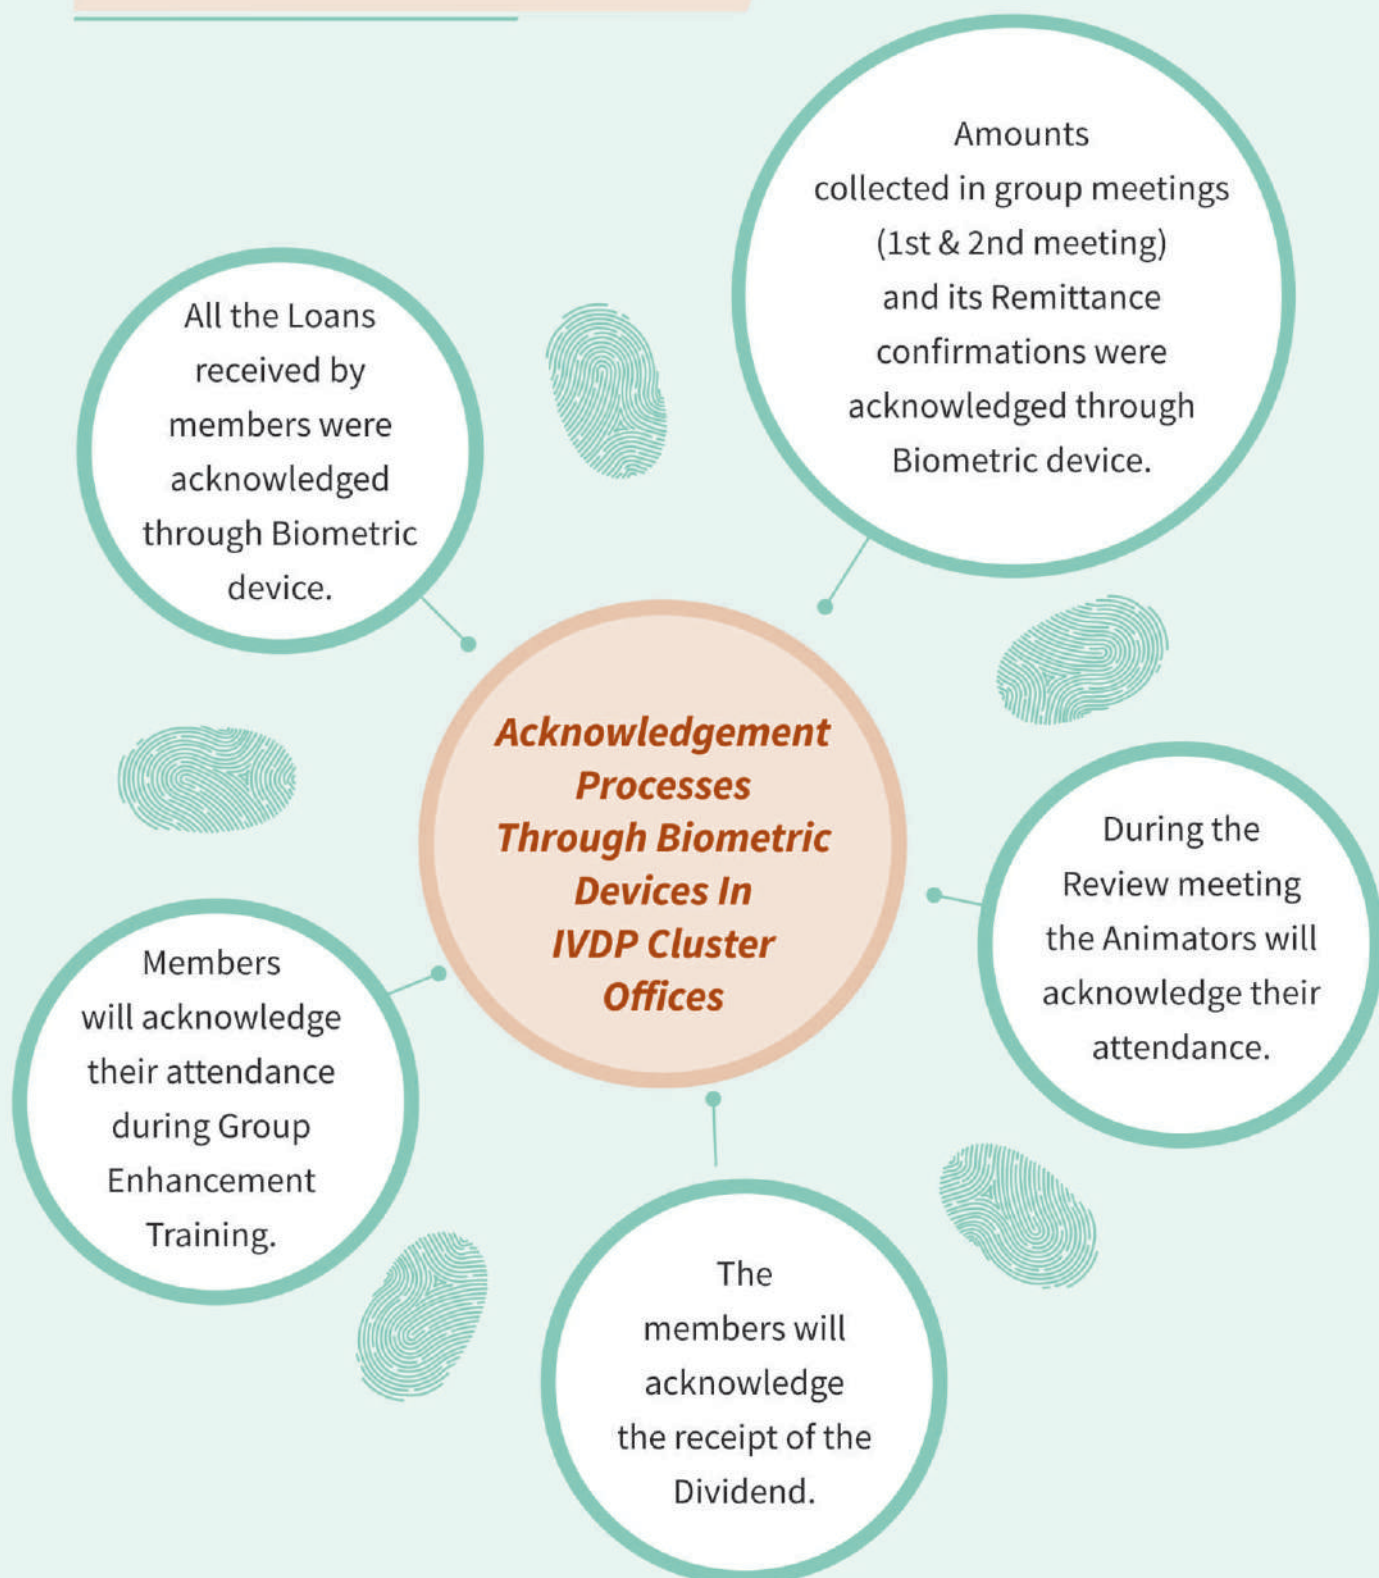 All the Loans
received by
members were
acknowledged
through Biometric
device.
Amounts
collected in group meetings
(1st & 2nd meeting)
and its Remittance
confirmations were
acknowledged through
Biometric device.
Acknowledgement
Processes
Through Biometric
Devices In
IVDP Cluster
Offices
During the
Review meeting
the Animators will
acknowledge their
attendance.
Members
will acknowledge
their attendance
during Group
Enhancement
Training.
The
members will
acknowledge
the receipt of the
Dividend.